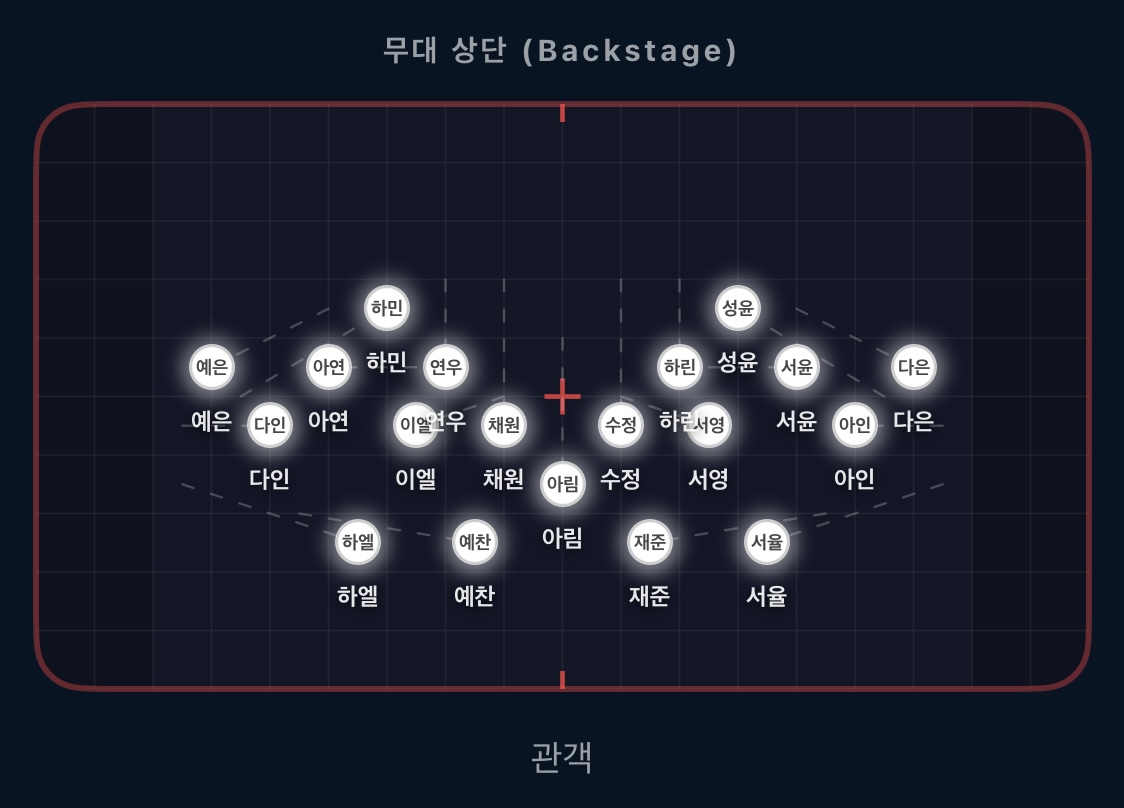 무대 상단 (Backstage)
하민 성윤
하민 성윤
예은 아연 연우 하린 서윤 다은
예은 아연 연우 하린 서윤 다은
다인 이엘 채원 수정 서영 아인
다인 이엘 채원 수정 서영 아인
아림
아림
하엘 예찬 재준 서율
하엘 예찬 재준 서율
관객